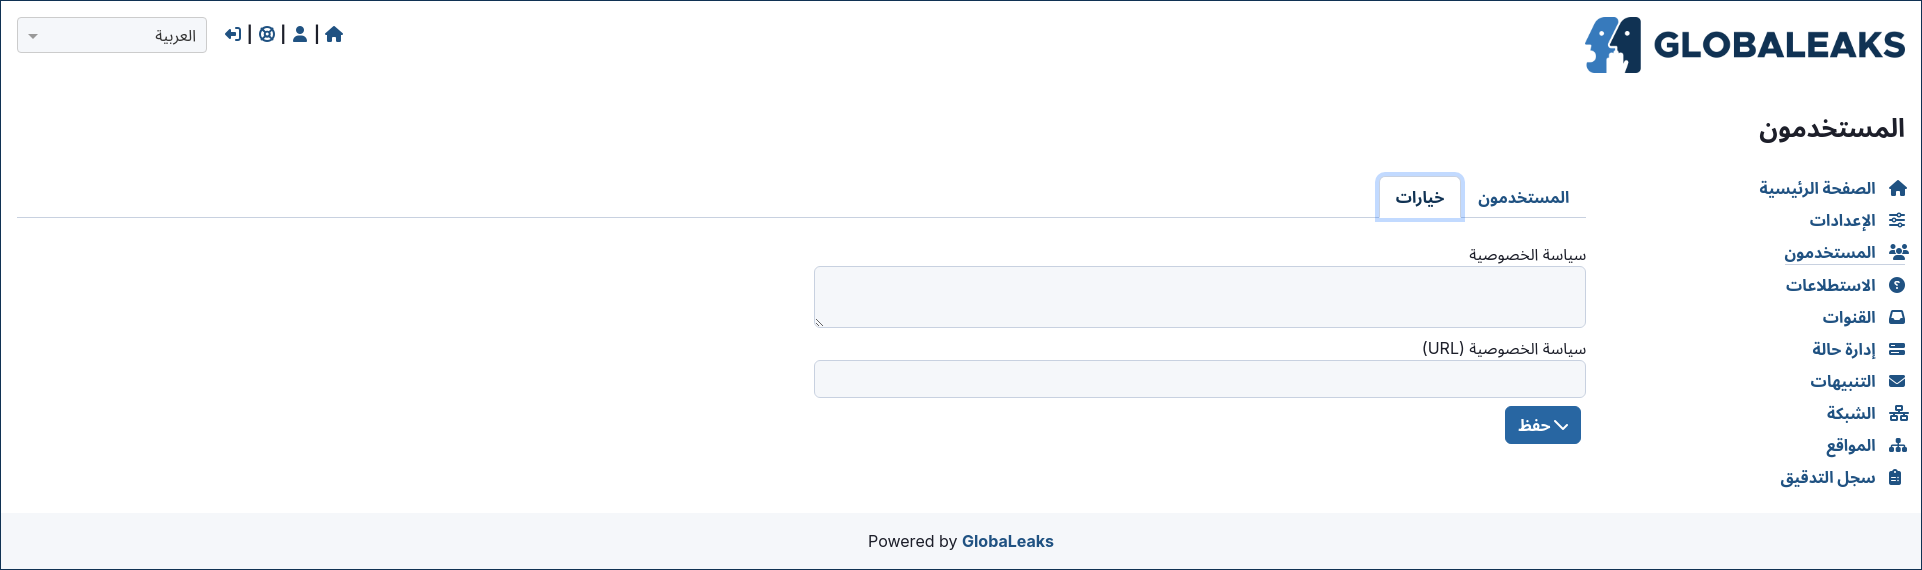 GLOBALEAKS
العربية
المستخدمون
الصفحة الرئيسية
الإعدادات
المستخدمون
الاستطلاعات
القنوات
إدارة حالة
التنبيهات
الشبكة
المواقع
سجل التدقيق
المستخدمون خيارات
سياسة الخصوصية
سياسة الخصوصية (URL)
حفظ
Powered by GlobaLeaks